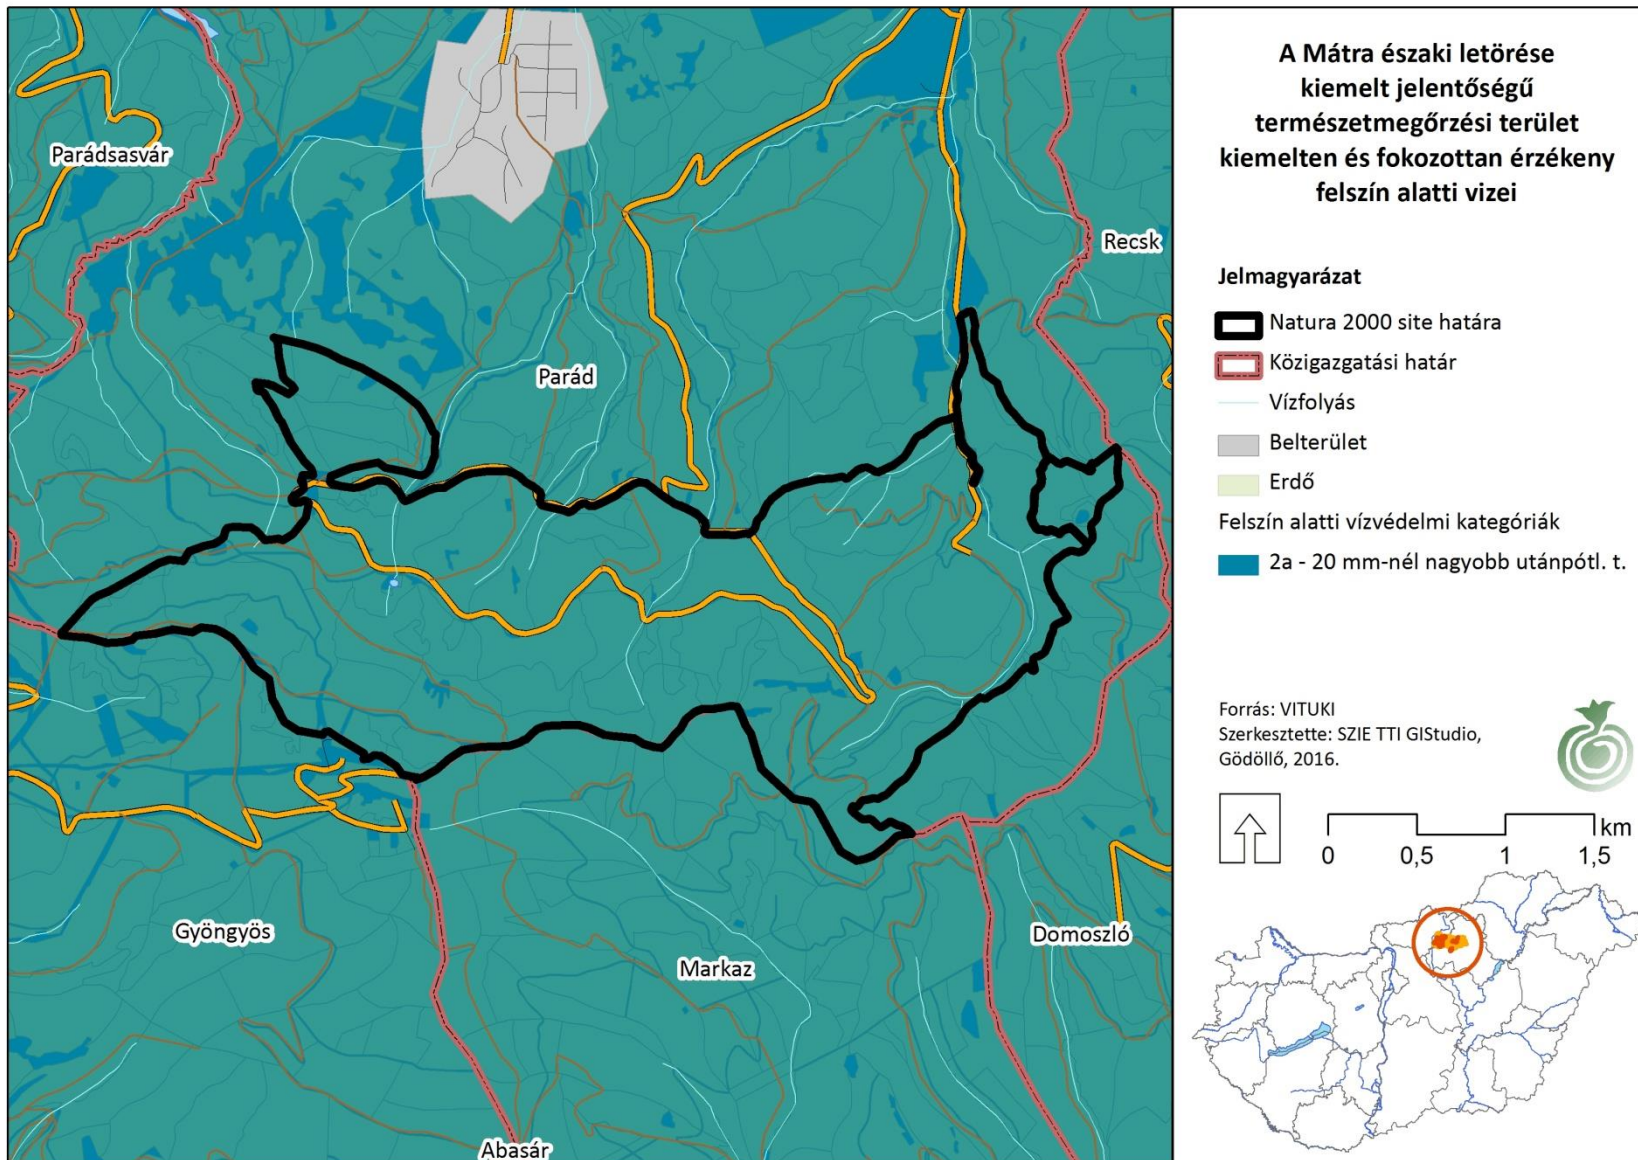 A Mátra északi letörése
kiemelt jelentőségű
természetmegőrzési terület
kiemelten és fokozottan érzékeny
felszín alatti vizei
Jelmagyarázat
Natura 2000 site határa
Közigazgatási határ
Vízfolyás
Belterület
Erdő
Felszín alatti vízvédelmi kategóriák
2a - 20 mm-nél nagyobb utánpótl. t.
Forrás: VITUKI
Szerkesztette: SZIE TTI GIStudio,
Gödöllő, 2016.
km
0 0,5 1 1,5
Parádsasvár
Recsk
Parád
Gyöngyös
Markaz
Domoszló
Abasár